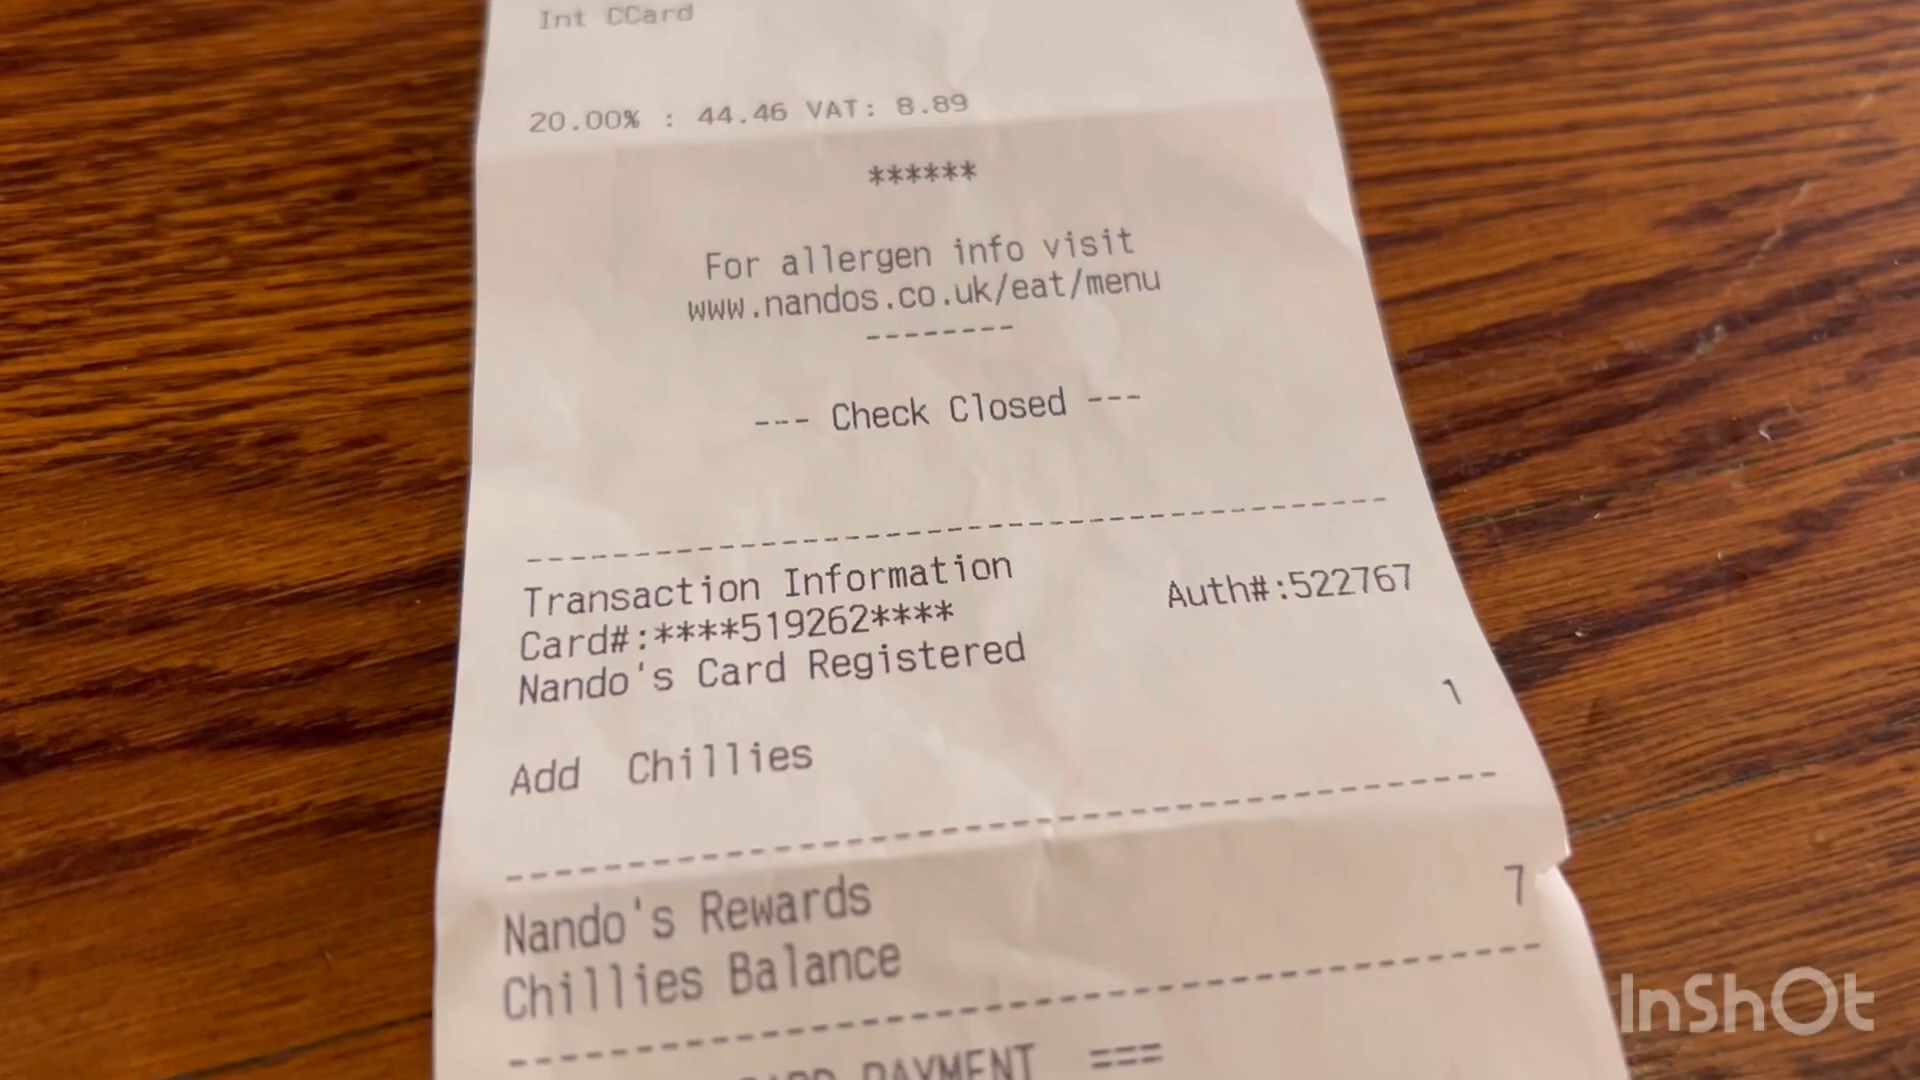 Int CCard
20.00% : 44.46 VAT: 8.89
******
For allergen info visit
www.nandos.co.uk/eat/menu
--------
--- Check Closed ---
Transaction Information
Card#:****519262**** Auth#:522767
Nando's Card Registered
Add Chillies 1
Nando's Rewards
Chillies Balance 7
CARD PAYMENT ===
InShOt